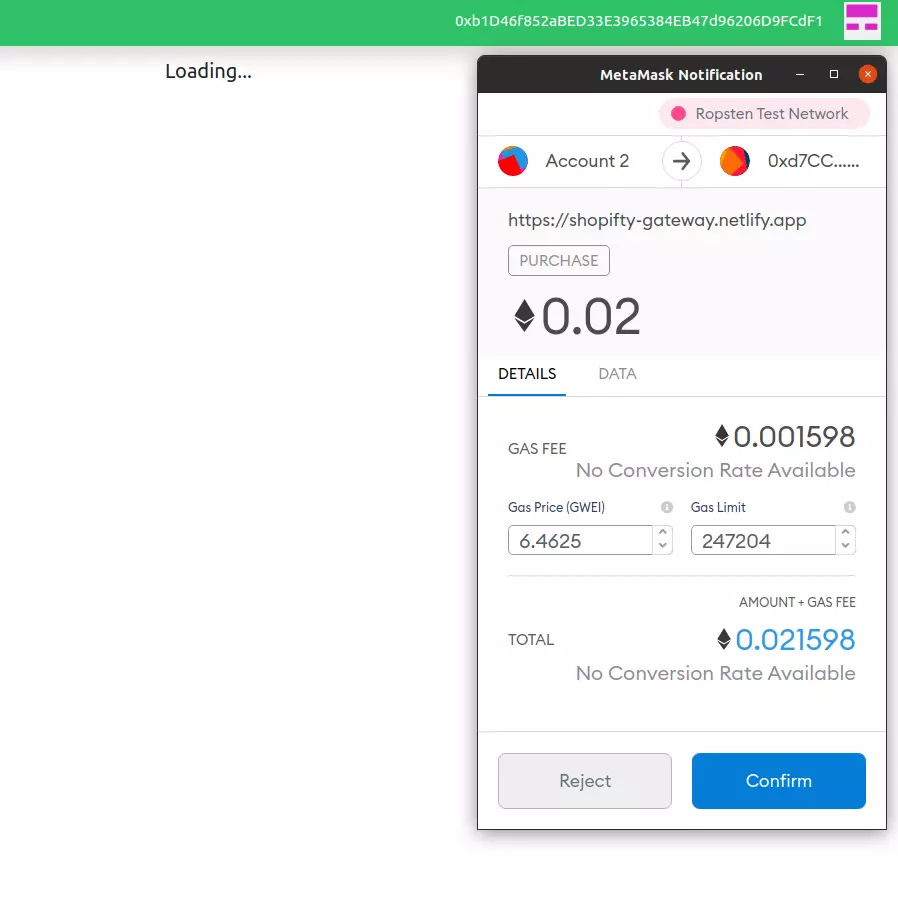 0xb1D46f852aBED33E3965384EB47d96206D9FCdF1
Loading...
MetaMask Notification
Ropsten Test Network
Account 2
0xd7CC......
https://shopifty-gateway.netlify.app
PURCHASE
0.02
DETAILS DATA
GAS FEE
0.001598
No Conversion Rate Available
Gas Price (GWEI) Gas Limit
6.4625 247204
AMOUNT + GAS FEE
TOTAL
0.021598
No Conversion Rate Available
Reject Confirm